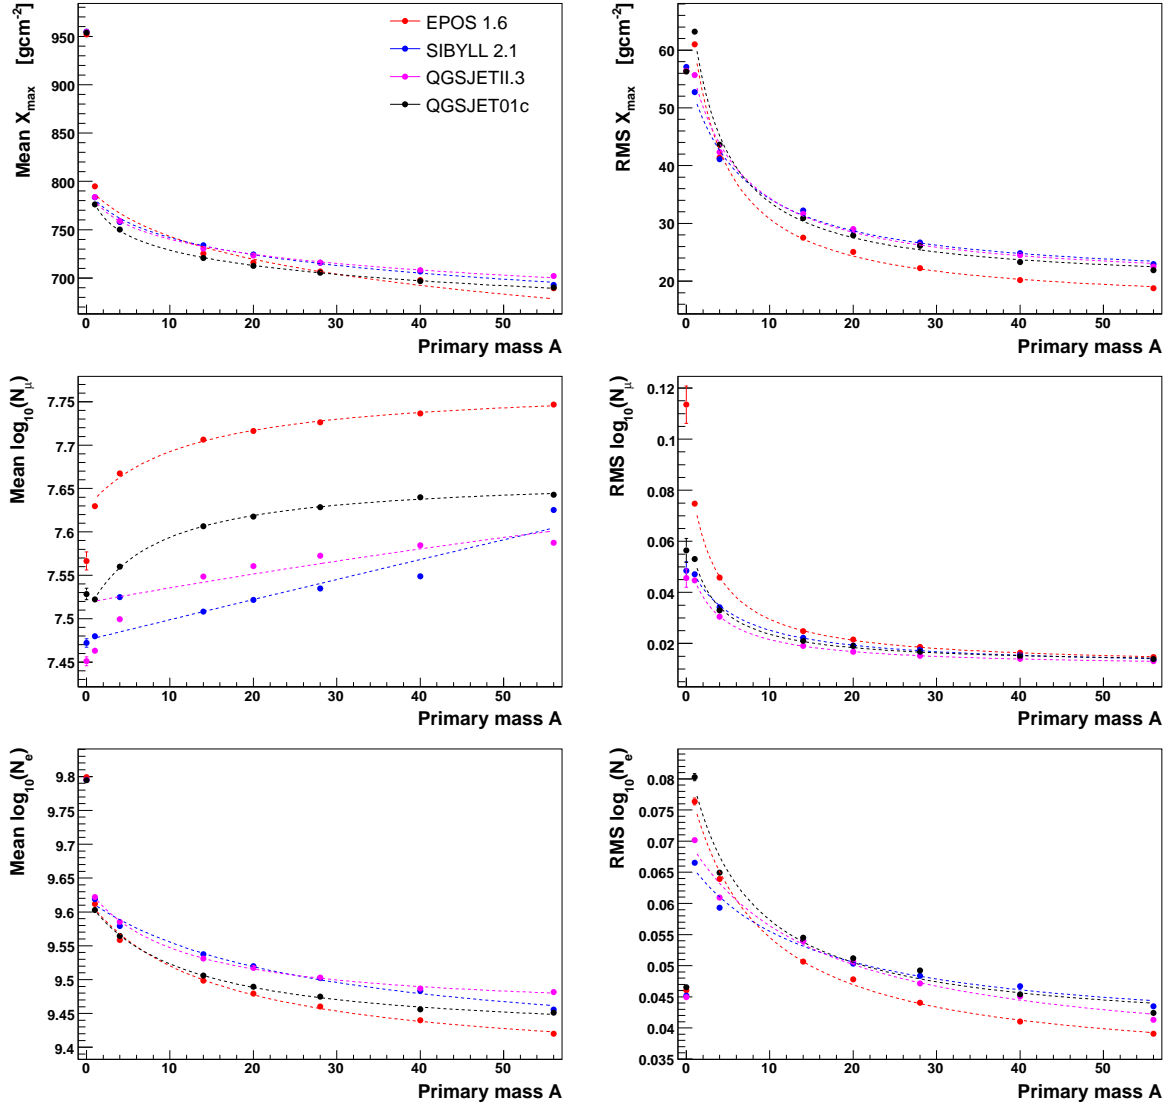 Mean X_max [gcm^-2]
950
900
850
800
750
700
0 10 20 30 40 50
Primary mass A
EPOS 1.6
SIBYLL 2.1
QGSJETII.3
QGSJET01c
RMS X_max [gcm^-2]
60
50
40
30
20
0 10 20 30 40 50
Primary mass A
Mean log_10(N_μ)
7.75
7.7
7.65
7.6
7.55
7.5
7.45
0 10 20 30 40 50
Primary mass A
RMS log_10(N_μ)
0.12
0.1
0.08
0.06
0.04
0.02
0 10 20 30 40 50
Primary mass A
Mean log_10(N_e)
9.8
9.75
9.7
9.65
9.6
9.55
9.5
9.45
9.4
0 10 20 30 40 50
Primary mass A
RMS log_10(N_e)
0.08
0.075
0.07
0.065
0.06
0.055
0.05
0.045
0.04
0.035
0 10 20 30 40 50
Primary mass A